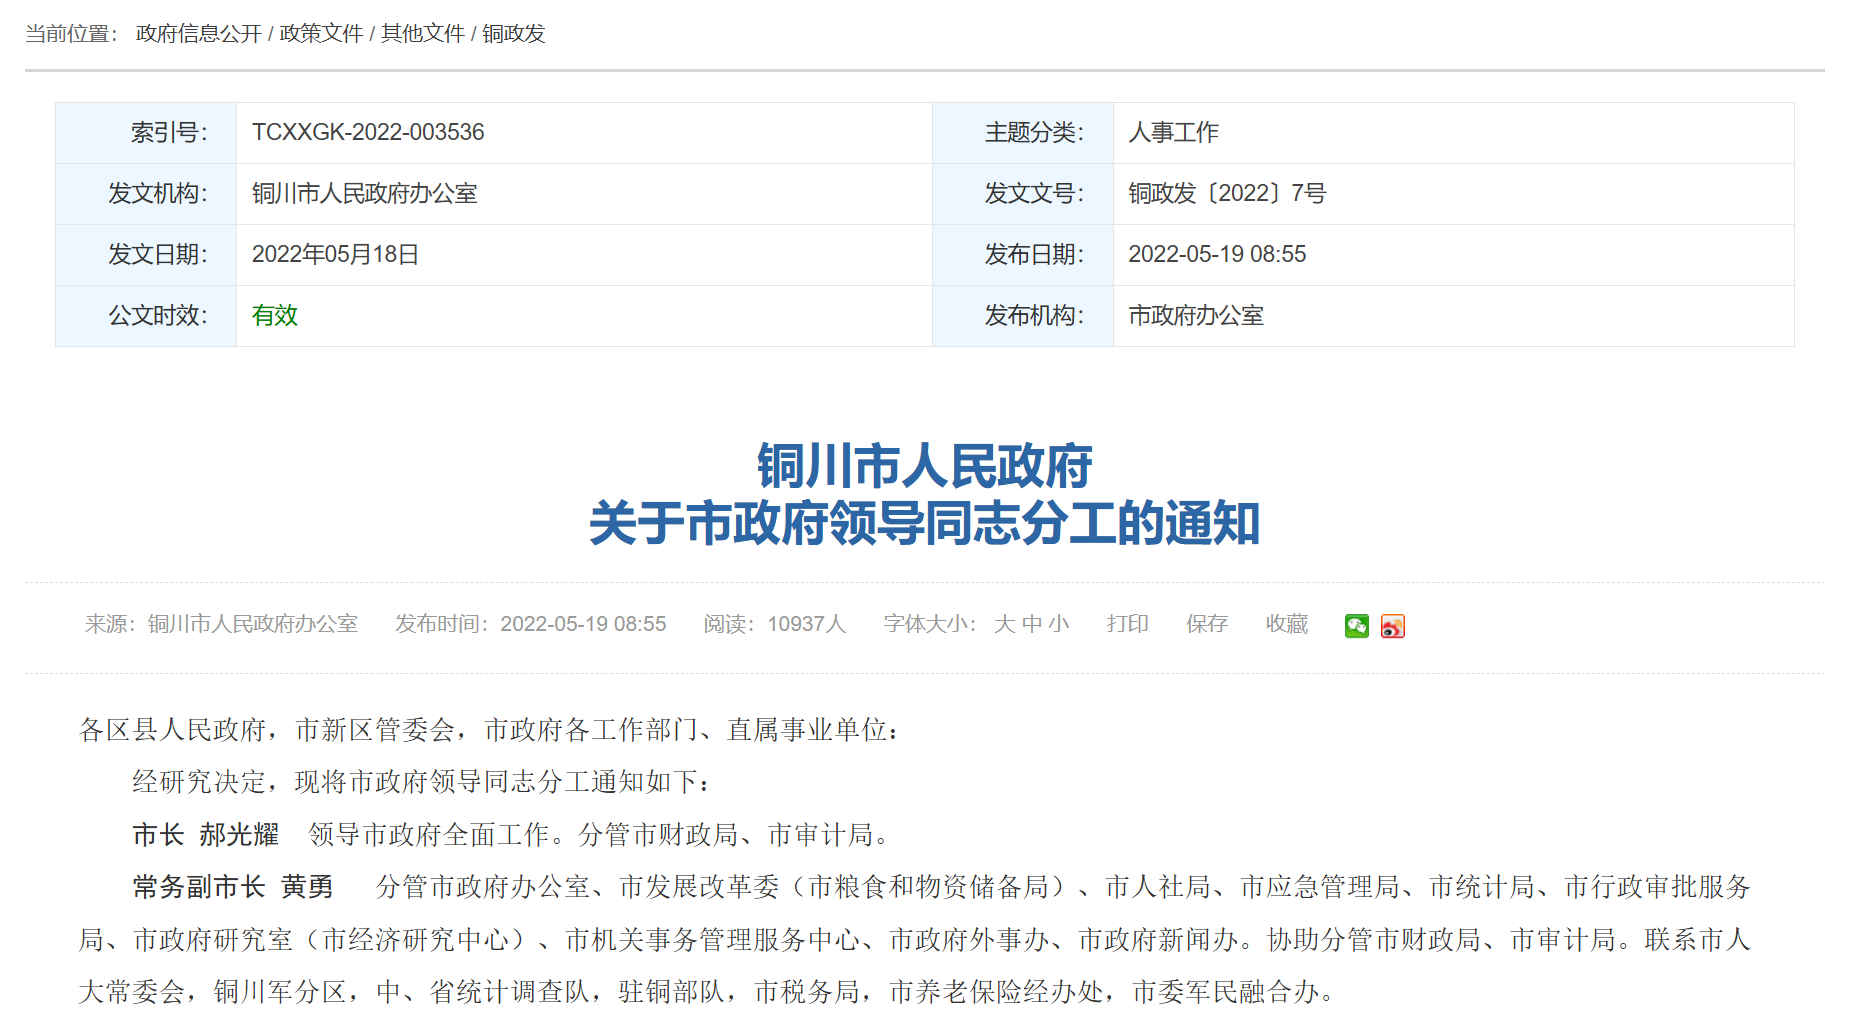 当前位置： 政府信息公开 / 政策文件 / 其他文件 / 铜政发
索引号： TCXXGK-2022-003536 主题分类： 人事工作
发文机构： 铜川市人民政府办公室 发文文号： 铜政发〔2022〕7号
发文日期： 2022年05月18日 发布日期： 2022-05-19 08:55
公文时效： 有效 发布机构： 市政府办公室
铜川市人民政府
关于市政府领导同志分工的通知
来源：铜川市人民政府办公室 发布时间：2022-05-19 08:55 阅读：10937人 字体大小： 大 中 小 打印 保存 收藏
各区县人民政府，市新区管委会，市政府各工作部门、直属事业单位：
经研究决定，现将市政府领导同志分工通知如下：
市长 郝光耀 领导市政府全面工作。分管市财政局、市审计局。
常务副市长 黄勇 分管市政府办公室、市发展改革委（市粮食和物资储备局）、市人社局、市应急管理局、市统计局、市行政审批服务
局、市政府研究室（市经济研究中心）、市机关事务管理服务中心、市政府外事办、市政府新闻办。协助分管市财政局、市审计局。联系市人
大常委会，铜川军分区，中、省统计调查队，驻铜部队，市税务局，市养老保险经办处，市委军民融合办。